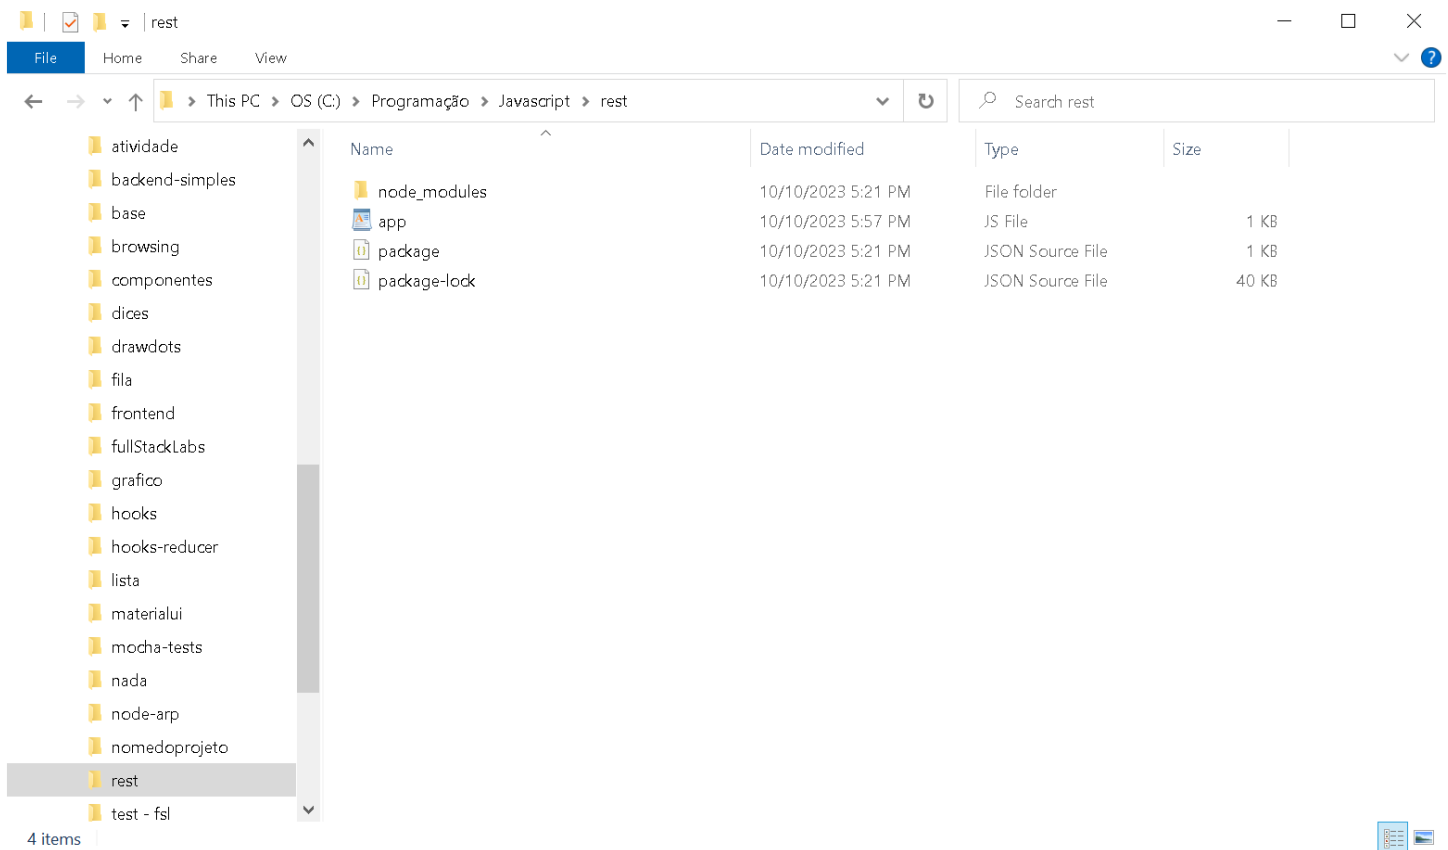 rest
File Home Share View
This PC OS (C:) Programação Javascript rest
Search rest
atividade
backend-simples
base
browsing
componentes
dices
drawdots
fila
frontend
fullStackLabs
grafico
hooks
hooks-reducer
lista
materialui
mocha-tests
nada
node-arp
nomedoprojeto
rest
test - fsl
Name Date modified Type Size
node_modules 10/10/2023 5:21 PM File folder
app 10/10/2023 5:57 PM JS File 1 KB
package 10/10/2023 5:21 PM JSON Source File 1 KB
package-lock 10/10/2023 5:21 PM JSON Source File 40 KB
4 items